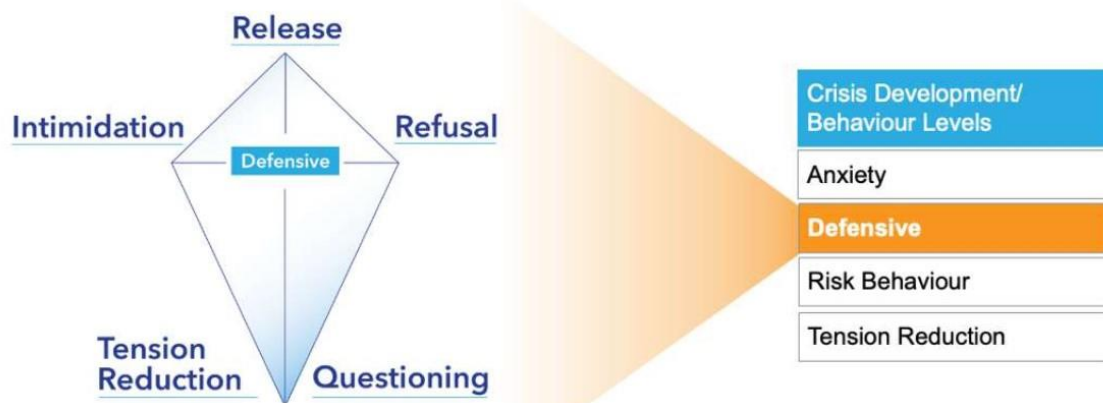 Release
Intimidation
Refusal
Defensive
Tension
Reduction
Questioning
Crisis Development/
Behaviour Levels
Anxiety
Defensive
Risk Behaviour
Tension Reduction